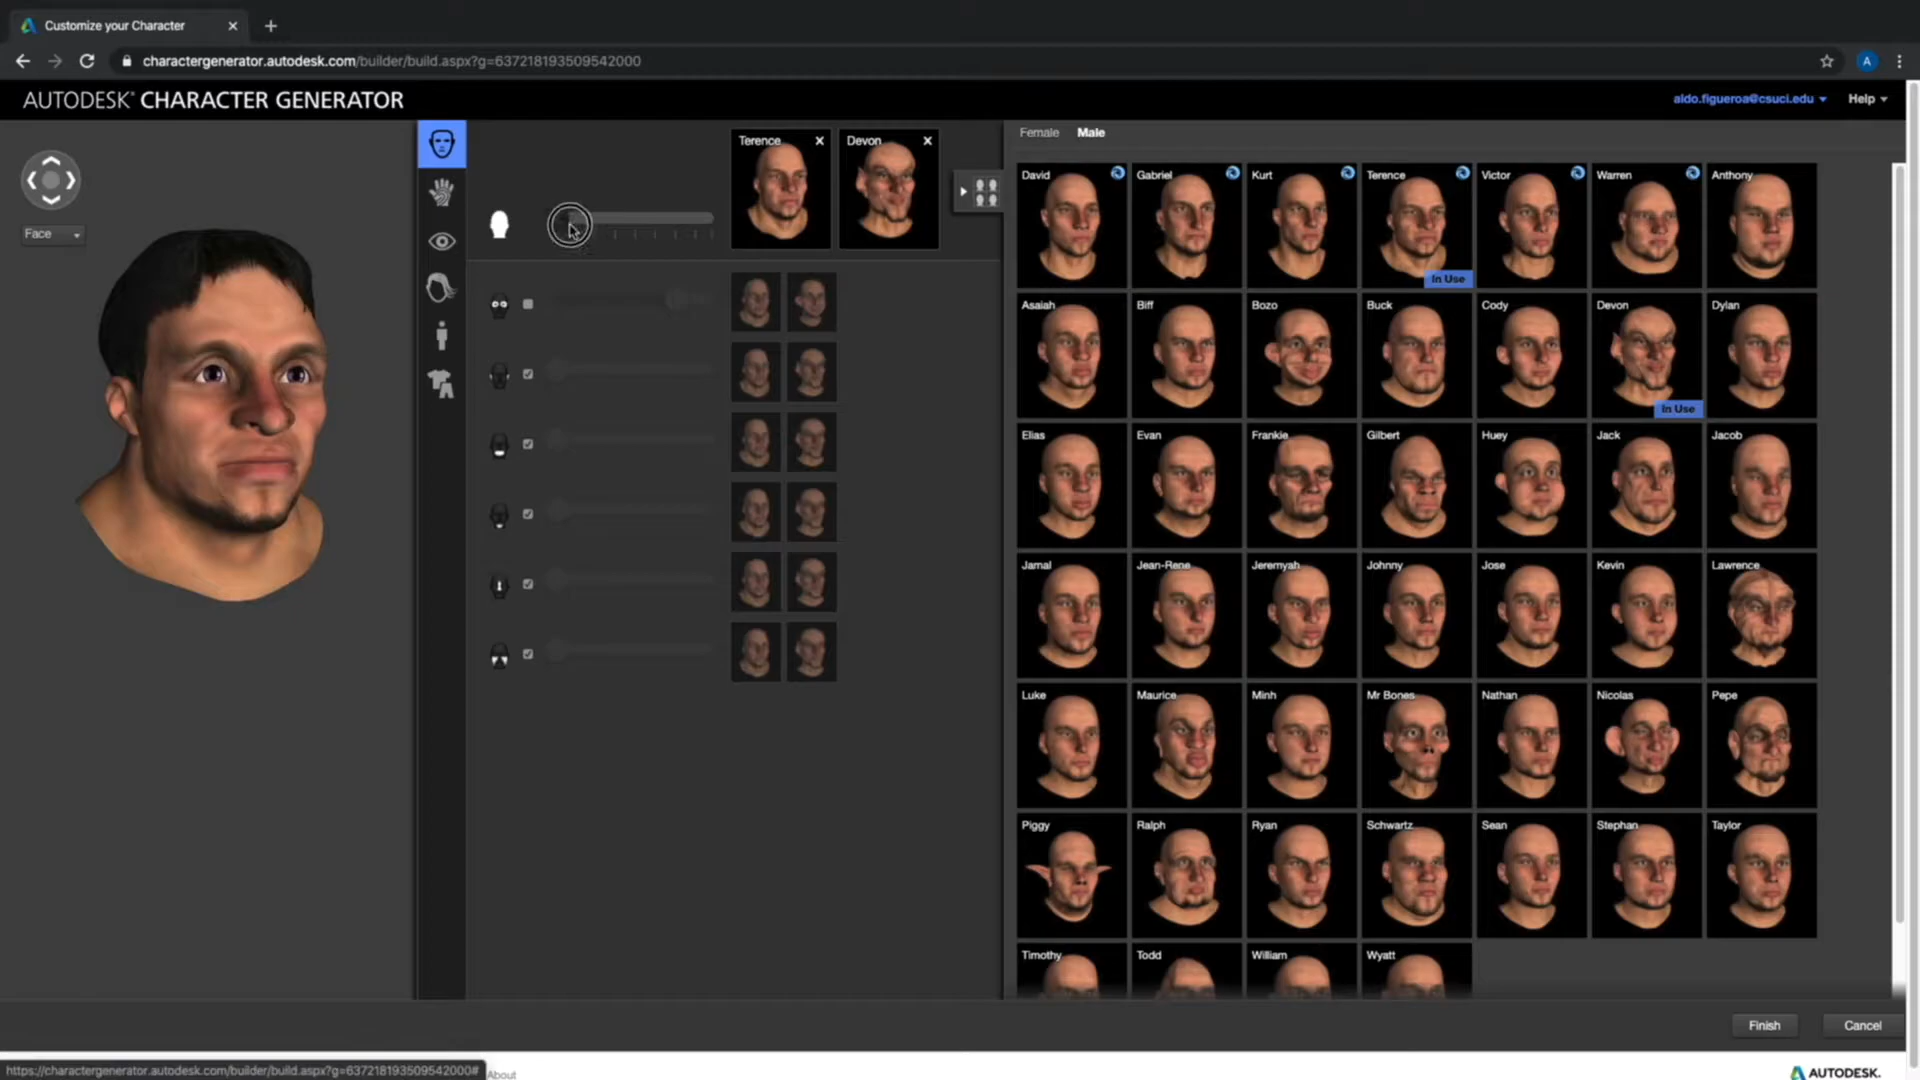 Customize your Character
charactergenerator.autodesk.com/builder/build.aspx?g=637218193509542000
A
AUTODESK® CHARACTER GENERATOR
aldo.figueroa@csuci.edu
Help
Face
Terence
Devon
Female
Male
David
Gabriel
Kurt
Terence
Victor
Warren
Anthony
In Use
Asaiah
Biff
Bozo
Buck
Cody
Devon
Dylan
In Use
Elias
Evan
Frankie
Gilbert
Huey
Jack
Jacob
Jamal
Jean-Rene
Jeremyah
Johnny
Jose
Kevin
Lawrence
Luke
Maurice
Minh
Mr Bones
Nathan
Nicolas
Pepe
Piggy
Ralph
Ryan
Schwartz
Sean
Stephan
Taylor
Timothy
Todd
William
Wyatt
Finish
Cancel
https://charactergenerator.autodesk.com/builder/build.aspx?g=637218193509542000#
About
AUTODESK.